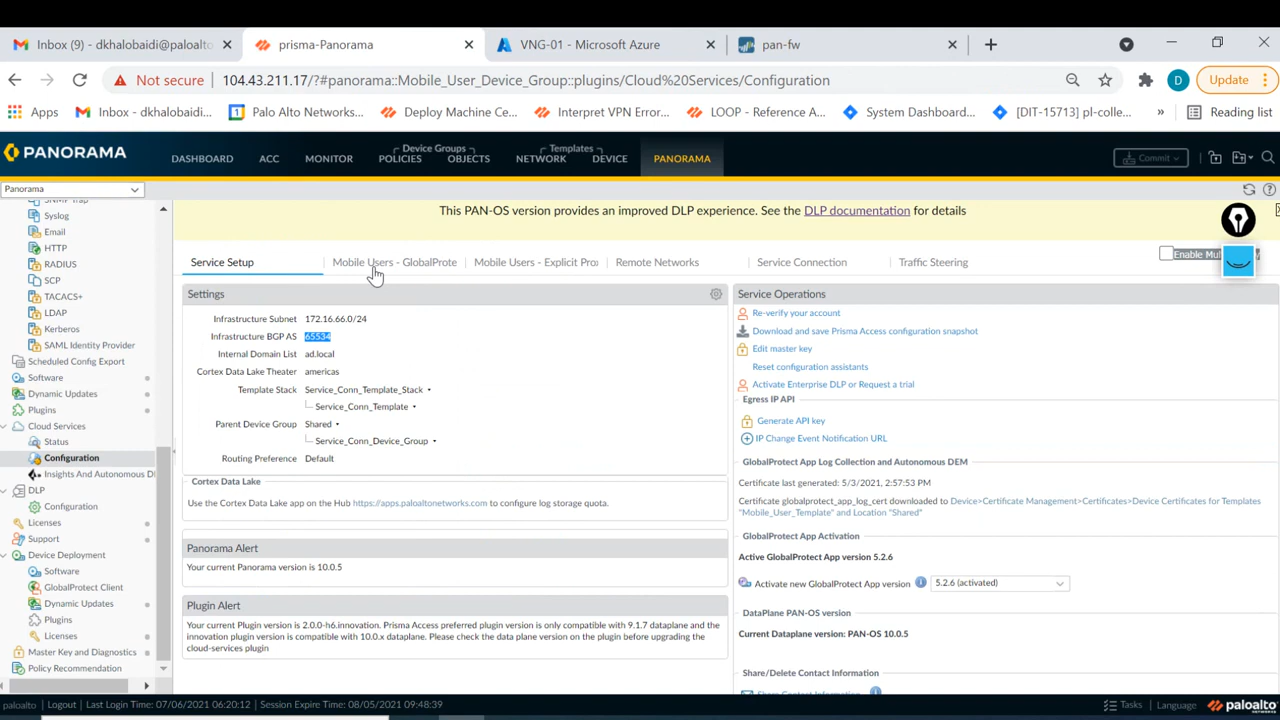 Inbox (9) - dkhalobaidi@paloalto
prisma-Panorama
VNG-01 - Microsoft Azure
pan-fw
Not secure
104.43.211.17/?#panorama::Mobile_User_Device_Group::plugins/Cloud%20Services/Configuration
D
Update
Apps
Inbox - dkhalobaidi...
Palo Alto Networks...
Deploy Machine Ce...
Interpret VPN Error...
LOOP - Reference A...
System Dashboard...
[DIT-15713] pl-colle...
»
Reading list
PANORAMA
DASHBOARD
ACC
MONITOR
Device Groups
POLICIES
OBJECTS
Templates
NETWORK
DEVICE
PANORAMA
Commit
Panorama
SNMP Trap
Syslog
Email
HTTP
RADIUS
SCP
TACACS+
LDAP
Kerberos
SAML Identity Provider
Scheduled Config Export
Software
Dynamic Updates
Plugins
Cloud Services
Status
Configuration
Insights And Autonomous DI
DLP
Configuration
Licenses
Support
Device Deployment
Software
GlobalProtect Client
Dynamic Updates
Plugins
Licenses
Master Key and Diagnostics
Policy Recommendation
This PAN-OS version provides an improved DLP experience. See the DLP documentation for details
Service Setup
Mobile Users - GlobalProte
Mobile Users - Explicit Pro
Remote Networks
Service Connection
Traffic Steering
Enable Mu
Settings
Infrastructure Subnet 172.16.66.0/24
Infrastructure BGP AS 65534
Internal Domain List ad.local
Cortex Data Lake Theater americas
Template Stack Service_Conn_Template_Stack
Service_Conn_Template
Parent Device Group Shared
Service_Conn_Device_Group
Routing Preference Default
Cortex Data Lake
Use the Cortex Data Lake app on the Hub https://apps.paloaltonetworks.com to configure log storage quota.
Panorama Alert
Your current Panorama version is 10.0.5
Plugin Alert
Your current Plugin version is 2.0.0-h6.innovation. Prisma Access preferred plugin version is only compatible with 9.1.7 dataplane and the
innovation plugin version is compatible with 10.0.x dataplane. Please check the data plane version on the plugin before upgrading the
cloud-services plugin
Service Operations
Re-verify your account
Download and save Prisma Access configuration snapshot
Edit master key
Reset configuration assistants
Activate Enterprise DLP or Request a trial
Egress IP API
Generate API key
IP Change Event Notification URL
GlobalProtect App Log Collection and Autonomous DEM
Certificate last generated: 5/3/2021, 2:57:53 PM
Certificate globalprotect_app_log_cert downloaded to Device>Certificate Management>Certificates>Device Certificates for Templates
"Mobile_User_Template" and Location "Shared"
GlobalProtect App Activation
Active GlobalProtect App version 5.2.6
Activate new GlobalProtect App version 5.2.6 (activated)
DataPlane PAN-OS version
Current Dataplane version: PAN-OS 10.0.5
Share/Delete Contact Information
Share Contact Information
paloalto
Logout
Last Login Time: 07/06/2021 06:20:12
Session Expire Time: 08/05/2021 09:48:39
Tasks
Language
paloalto
NETWORKS